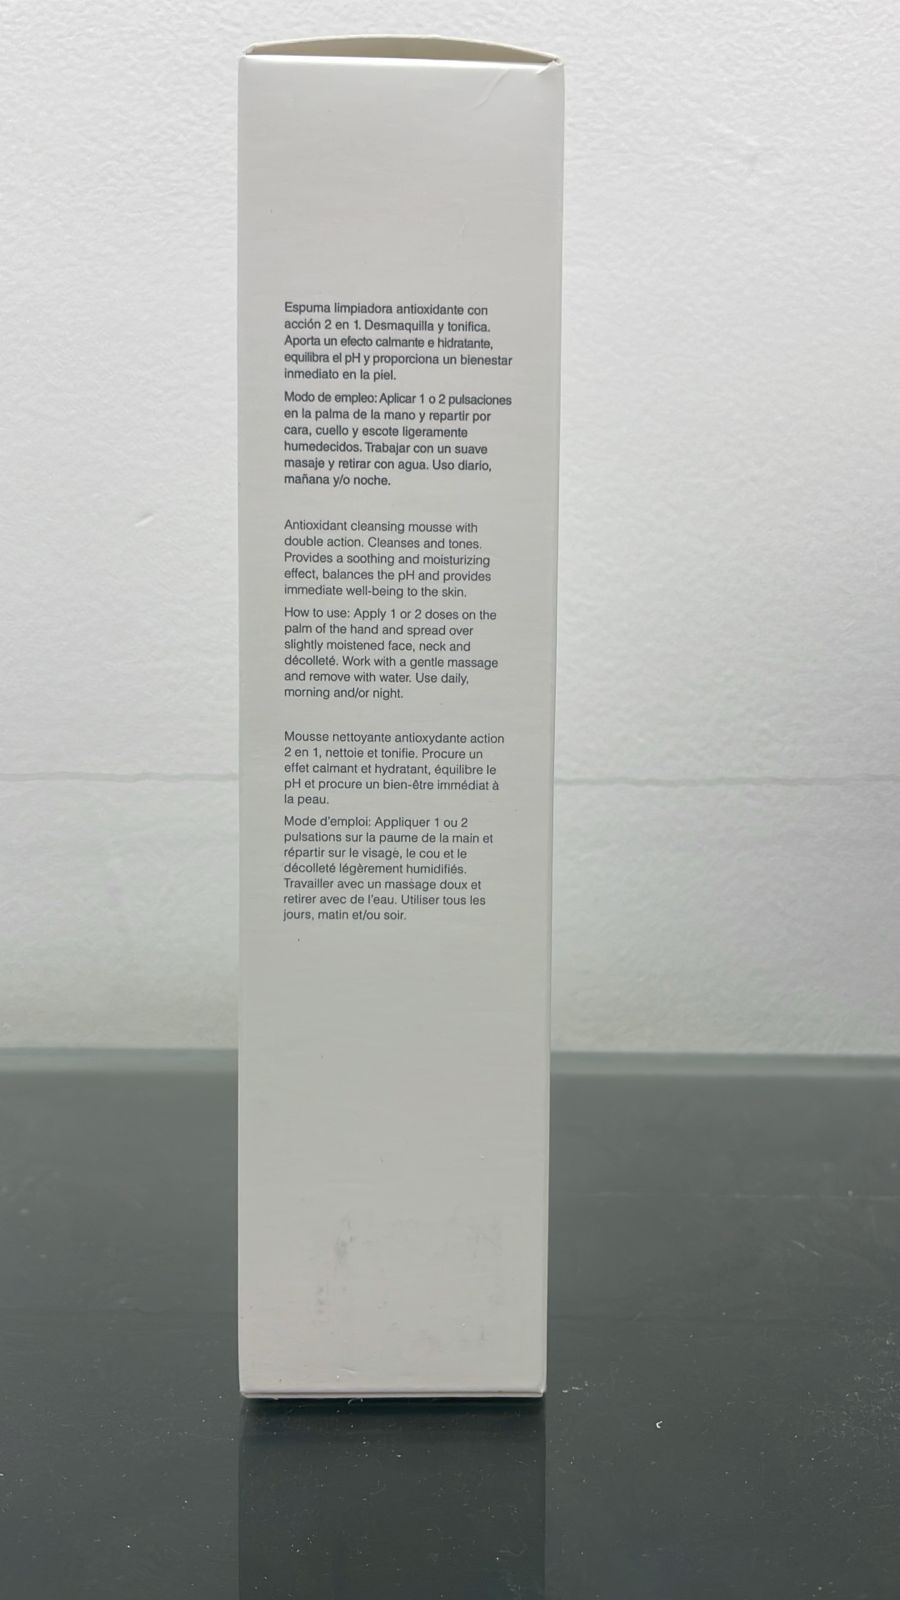 Espuma limpiadora antioxidante con
acción 2 en 1. Desmaquilla y tonifica.
Aporta un efecto calmante e hidratante,
equilibra el pH y proporciona un bienestar
inmediato en la piel.
Modo de empleo: Aplicar 1 o 2 pulsaciones
en la palma de la mano y repartir por
cara, cuello y escote ligeramente
humedecidos. Trabajar con un suave
masaje y retirar con agua. Uso diario,
mañana y/o noche.
Antioxidant cleansing mousse with
double action. Cleanses and tones.
Provides a soothing and moisturizing
effect, balances the pH and provides
immediate well-being to the skin.
How to use: Apply 1 or 2 doses on the
palm of the hand and spread over
slightly moistened face, neck and
décolleté. Work with a gentle massage
and remove with water. Use daily,
morning and/or night.
Mousse nettoyante antioxydante action
2 en 1, nettoie et tonifie. Procure un
effet calmant et hydratant, équilibre le
pH et procure un bien-être immédiat à
la peau.
Mode d'emploi: Appliquer 1 ou 2
pulsations sur la paume de la main et
répartir sur le visage, le cou et le
décolleté légèrement humidifiés.
Travailler avec un massage doux et
retirer avec de l'eau. Utiliser tous les
jours, matin et/ou soir.